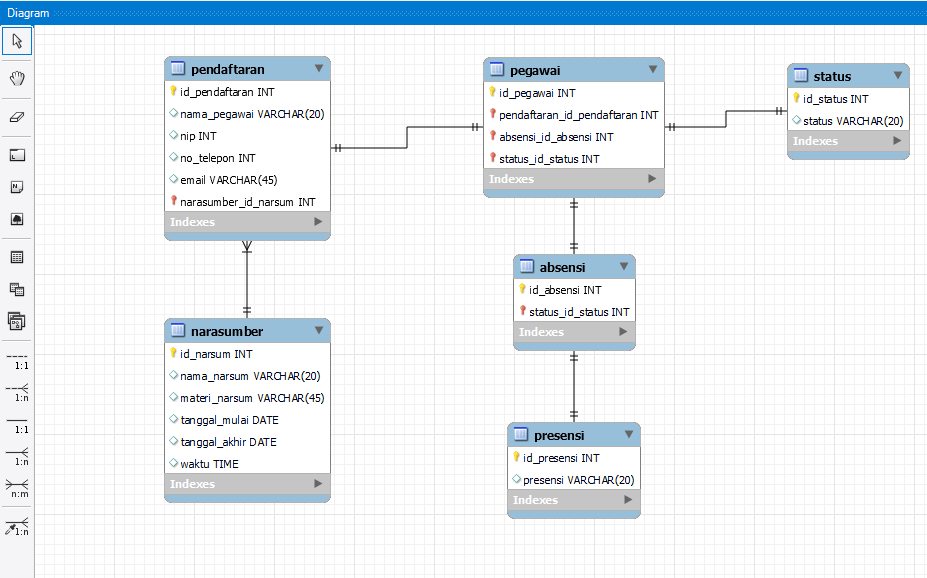 Diagram
pendaftaran
id_pendaftaran INT
nama_pegawai VARCHAR(20)
nip INT
no_telepon INT
email VARCHAR(45)
narasumber_id_narsum INT
Indexes
pegawai
id_pegawai INT
pendaftaran_id_pendaftaran INT
absensi_id_absensi INT
status_id_status INT
Indexes
status
id_status INT
status VARCHAR(20)
Indexes
absensi
id_absensi INT
status_id_status INT
Indexes
narasumber
id_narsum INT
nama_narsum VARCHAR(20)
materi_narsum VARCHAR(45)
tanggal_mulai DATE
tanggal_akhir DATE
waktu TIME
Indexes
presensi
id_presensi INT
presensi VARCHAR(20)
Indexes
1:1
1:n
1:1
1:n
n:m
1:n